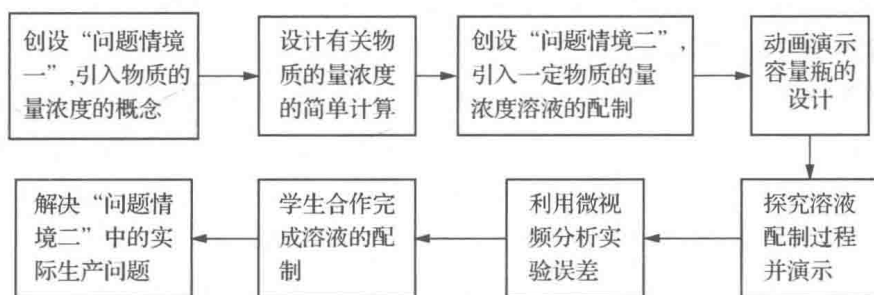 创设“问题情境
一”,引入物质的
量浓度的概念
设计有关物
质的量浓度
的简单计算
创设“问题情境二”,
引入一定物质的量
浓度溶液的配制
动画演示
容量瓶的
设计
探究溶液
配制过程
并演示
利用微视
频分析实
验误差
学生合作完
成溶液的配
制
解决“问题情
境二”中的实
际生产问题